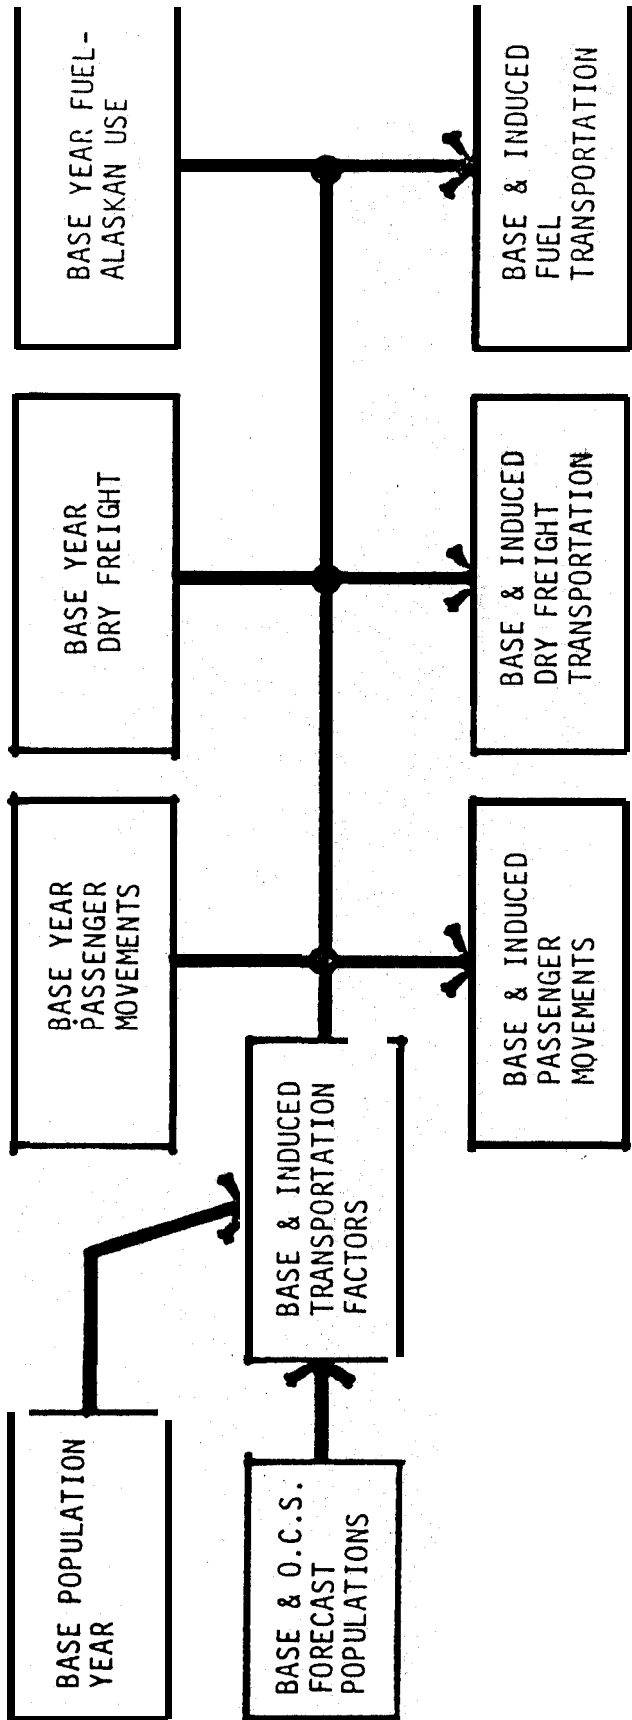 BASE POPULATION
YEAR
BASE & O.C.S.
FORECAST
POPULATIONS
BASE & INDUCED
TRANSPORTATION
FACTORS
BASE YEAR
PASSENGER
MOVEMENTS
BASE YEAR
DRY FREIGHT
BASE YEAR FUEL-
ALASKAN USE
BASE & INDUCED
PASSENGER
MOVEMENTS
BASE & INDUCED
DRY FREIGHT
TRANSPORTATION
BASE & INDUCED
FUEL
TRANSPORTATION